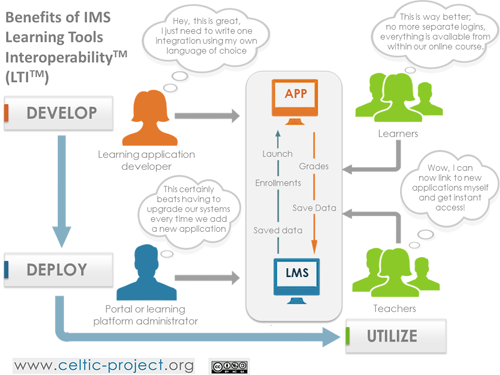 Benefits of IMS
Learning Tools
Interoperability™
(LTI™)
Hey, this is great,
I just need to write one
integration using my own
language of choice
This is way better;
no more separate logins,
everything is available from
within our online course.
DEVELOP
Learning application
developer
APP
Learners
Launch
Grades
Enrollments
Save Data
Saved data
LMS
Wow, I can
now link to new
applications myself
and get instant
access!
This certainly
beats having to
upgrade our systems
every time we add
a new application
DEPLOY
Portal or learning
platform administrator
Teachers
UTILIZE
www.celtic-project.org